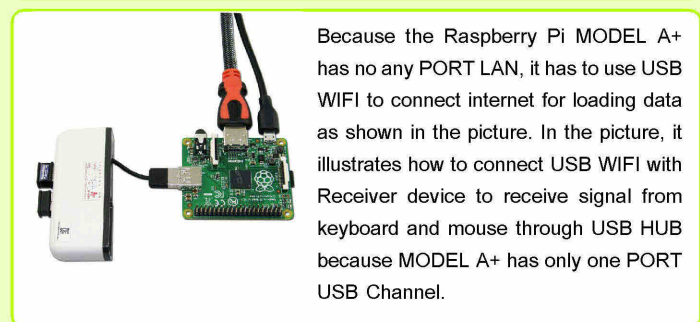 Because the Raspberry Pi MODEL A+
has no any PORT LAN, it has to use USB
WIFI to connect internet for loading data
as shown in the picture. In the picture, it
illustrates how to connect USB WIFI with
Receiver device to receive signal from
keyboard and mouse through USB HUB
because MODEL A+ has only one PORT
USB Channel.